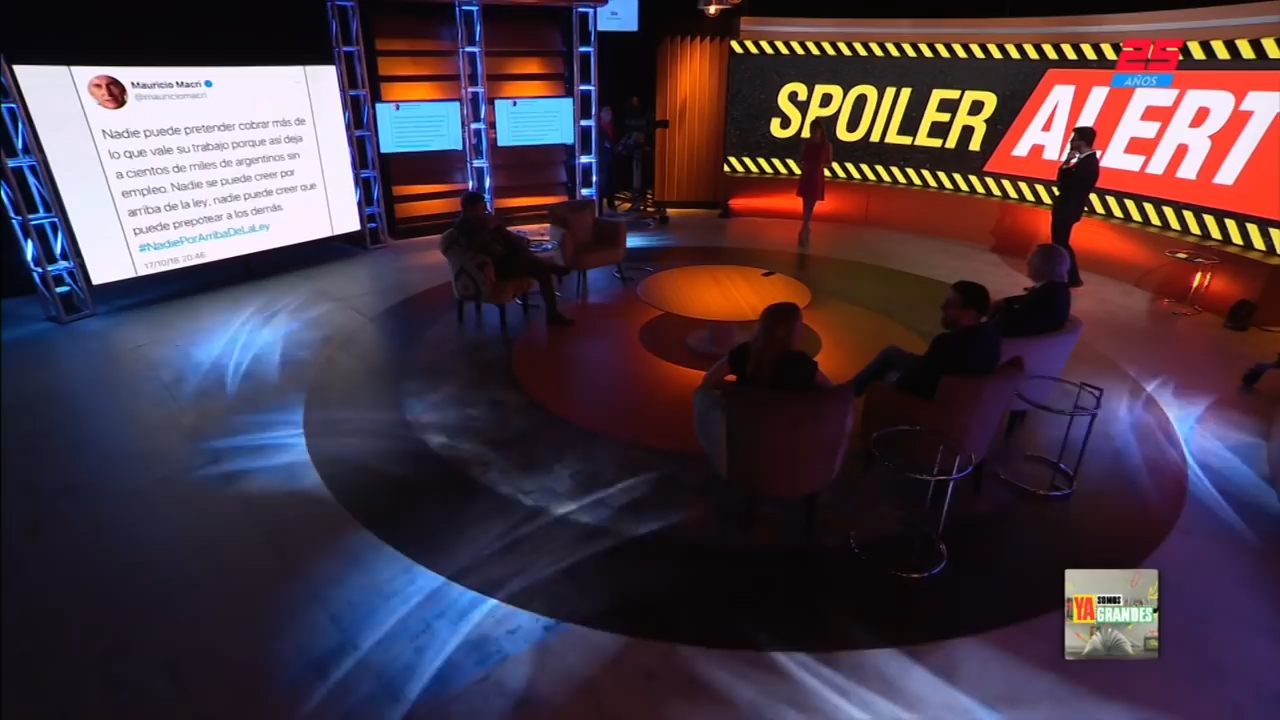 Mauricio Macri
@mauriciomacri
Nadie puede pretender cobrar más de
lo que vale su trabajo porque así deja
a cientos de miles de argentinos sin
empleo. Nadie se puede creer por
arriba de la ley, nadie puede creer que
puede prepotear a los demás.
#NadiePorArribaDeLaLey
17/10/18 20:46
SPOILER ALERT
25
AÑOS
YA SOMOS
GRANDES